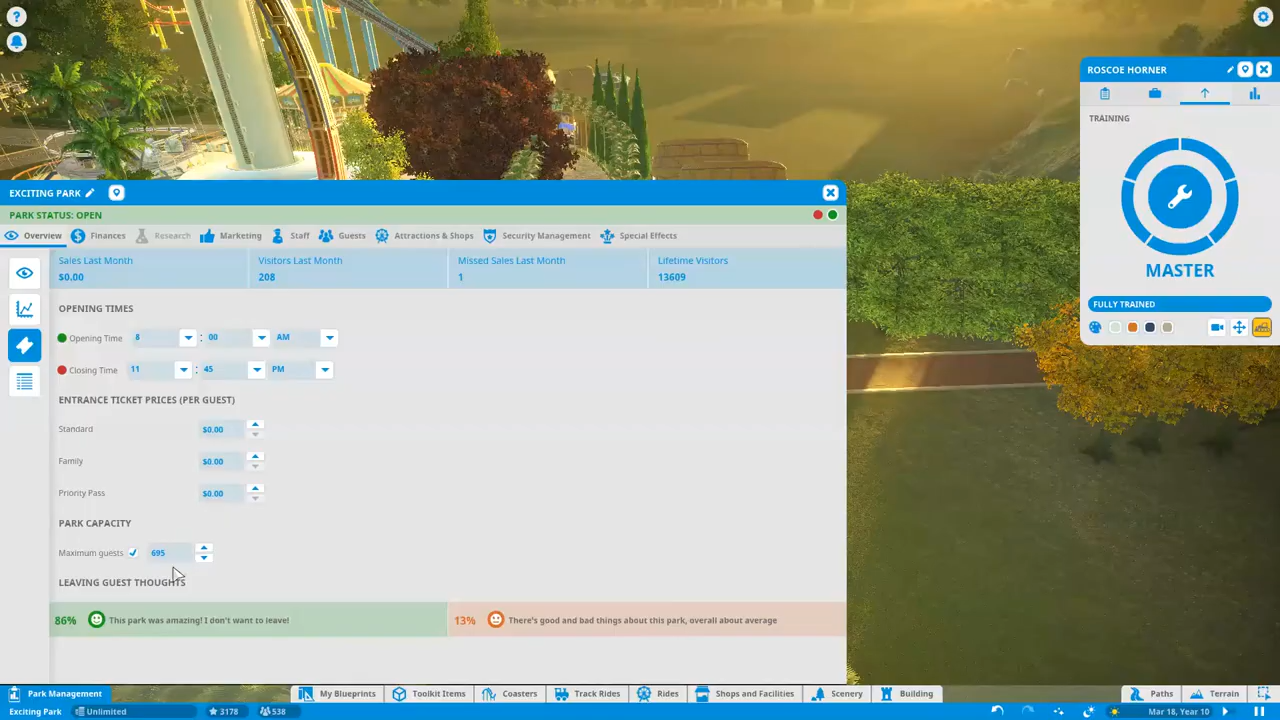 ?
ROSCOE HORNER
TRAINING
MASTER
FULLY TRAINED
EXCITING PARK
PARK STATUS: OPEN
Overview Finances Research Marketing Staff Guests Attractions & Shops Security Management Special Effects
Sales Last Month Visitors Last Month Missed Sales Last Month Lifetime Visitors
$0.00 208 1 13609
OPENING TIMES
Opening Time 8 : 00 AM
Closing Time 11 : 45 PM
ENTRANCE TICKET PRICES (PER GUEST)
Standard $0.00
Family $0.00
Priority Pass $0.00
PARK CAPACITY
Maximum guests 695
LEAVING GUEST THOUGHTS
86% This park was amazing! I don't want to leave! 13% There's good and bad things about this park, overall about average
Park Management My Blueprints Toolkit Items Coasters Track Rides Rides Shops and Facilities Scenery Building Paths Terrain
Exciting Park Unlimited 3178 538 Mar 18, Year 10